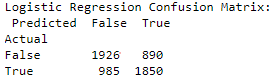 Logistic Regression Confusion Matrix:
Predicted False True
Actual
False 1926 890
True 985 1850